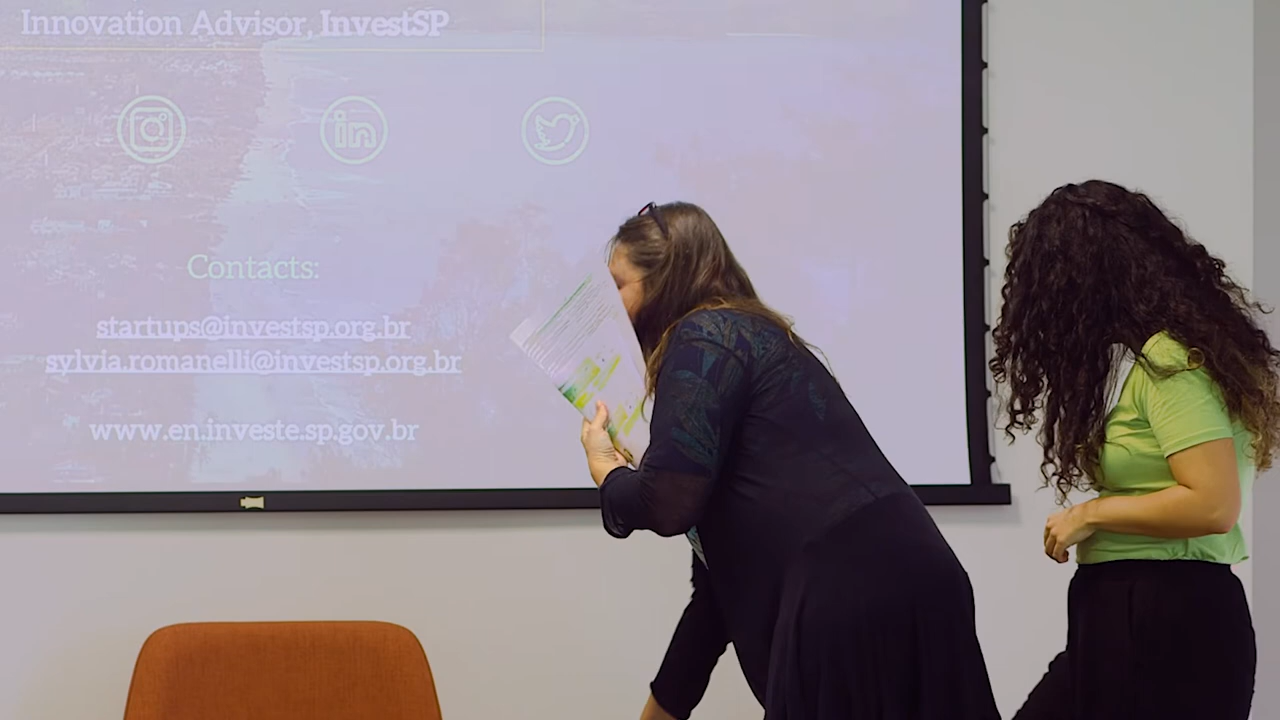 Innovation Advisor, InvestSP
in
Contacts:
startups@investsp.org.br
sylvia.romanelli@investsp.org.br
www.en.investe.sp.gov.br